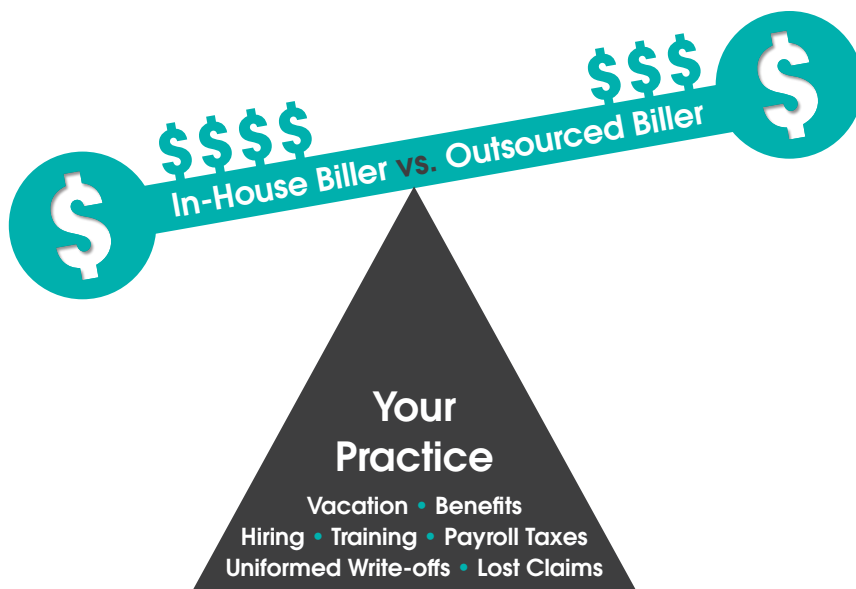 $$$$
$$$
$
$
In-House Biller vs. Outsourced Biller
Your
Practice
Vacation • Benefits
Hiring • Training • Payroll Taxes
Uniformed Write-offs • Lost Claims